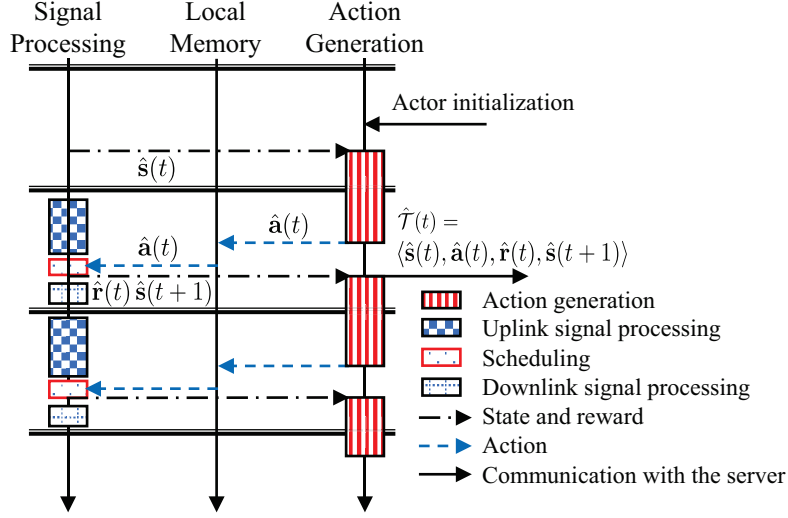 Signal Processing
Local Memory
Action Generation
Actor initialization
ŝ(t)
â(t)
â(t)
𝒯̂(t) =
⟨ŝ(t), â(t), r̂(t), ŝ(t+1)⟩
r̂(t) ŝ(t+1)
Action generation
Uplink signal processing
Scheduling
Downlink signal processing
State and reward
Action
Communication with the server